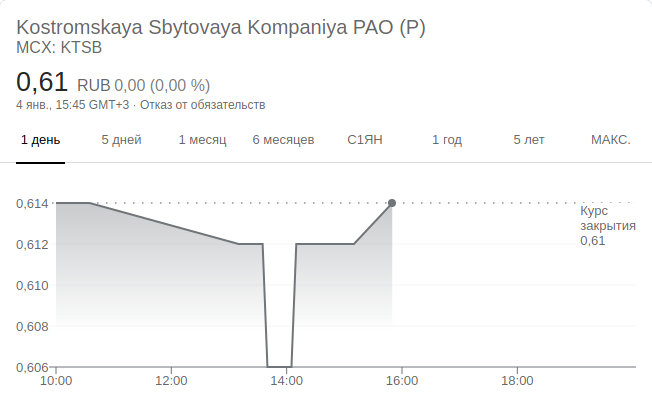 Kostromskaya Sbytovaya Kompaniya PAO (P)
MCX: KTSB
0,61 RUB 0,00 (0,00 %)
4 янв., 15:45 GMT+3 · Отказ от обязательств
1 день 5 дней 1 месяц 6 месяцев С1ЯН 1 год 5 лет МАКС.
0,614
Курс
закрытия
0,61
0,612
0,610
0,608
0,606
10:00 12:00 14:00 16:00 18:00